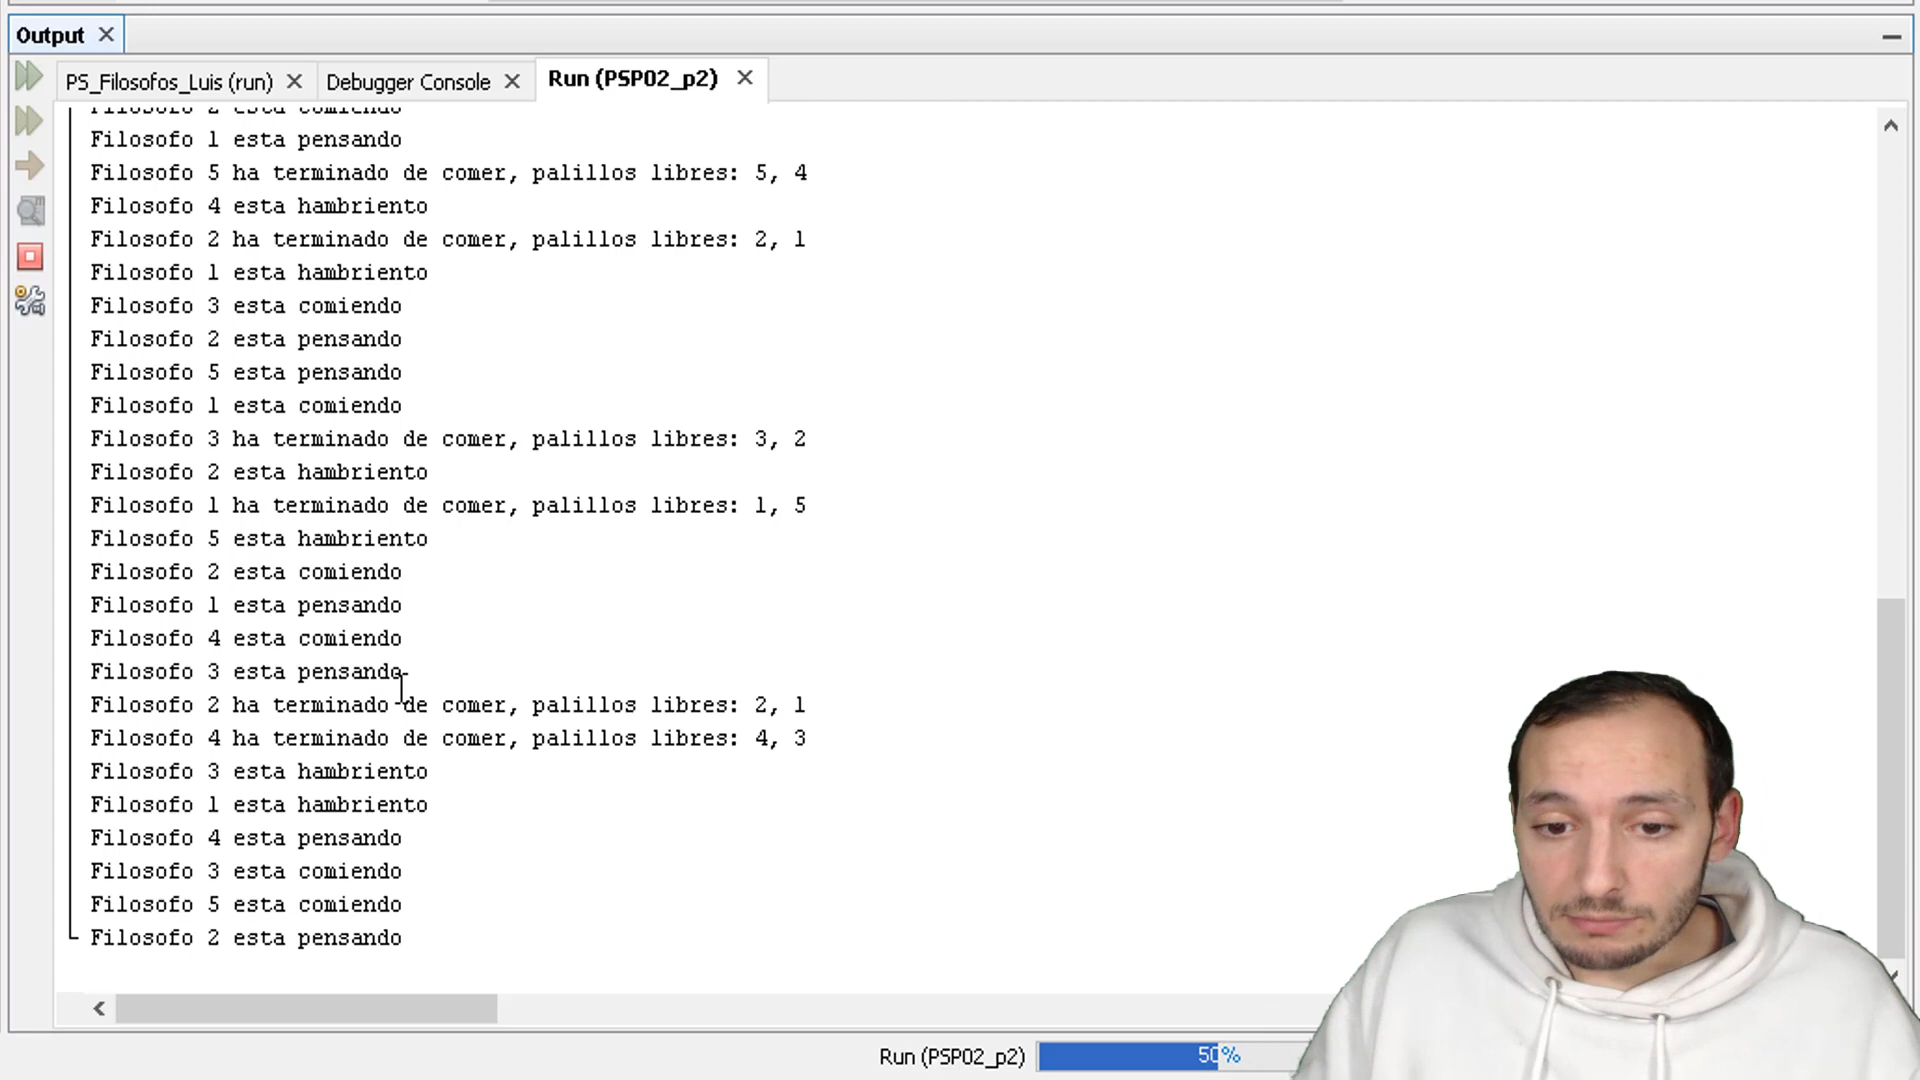 Output
PS_Filosofos_Luis (run) Debugger Console Run (PSP02_p2)
Filosofo 2 esta comiendo
Filosofo 1 esta pensando
Filosofo 5 ha terminado de comer, palillos libres: 5, 4
Filosofo 4 esta hambriento
Filosofo 2 ha terminado de comer, palillos libres: 2, 1
Filosofo 1 esta hambriento
Filosofo 3 esta comiendo
Filosofo 2 esta pensando
Filosofo 5 esta pensando
Filosofo 1 esta comiendo
Filosofo 3 ha terminado de comer, palillos libres: 3, 2
Filosofo 2 esta hambriento
Filosofo 1 ha terminado de comer, palillos libres: 1, 5
Filosofo 5 esta hambriento
Filosofo 2 esta comiendo
Filosofo 1 esta pensando
Filosofo 4 esta comiendo
Filosofo 3 esta pensando
Filosofo 2 ha terminado de comer, palillos libres: 2, 1
Filosofo 4 ha terminado de comer, palillos libres: 4, 3
Filosofo 3 esta hambriento
Filosofo 1 esta hambriento
Filosofo 4 esta pensando
Filosofo 3 esta comiendo
Filosofo 5 esta comiendo
Filosofo 2 esta pensando
Run (PSP02_p2) 50%